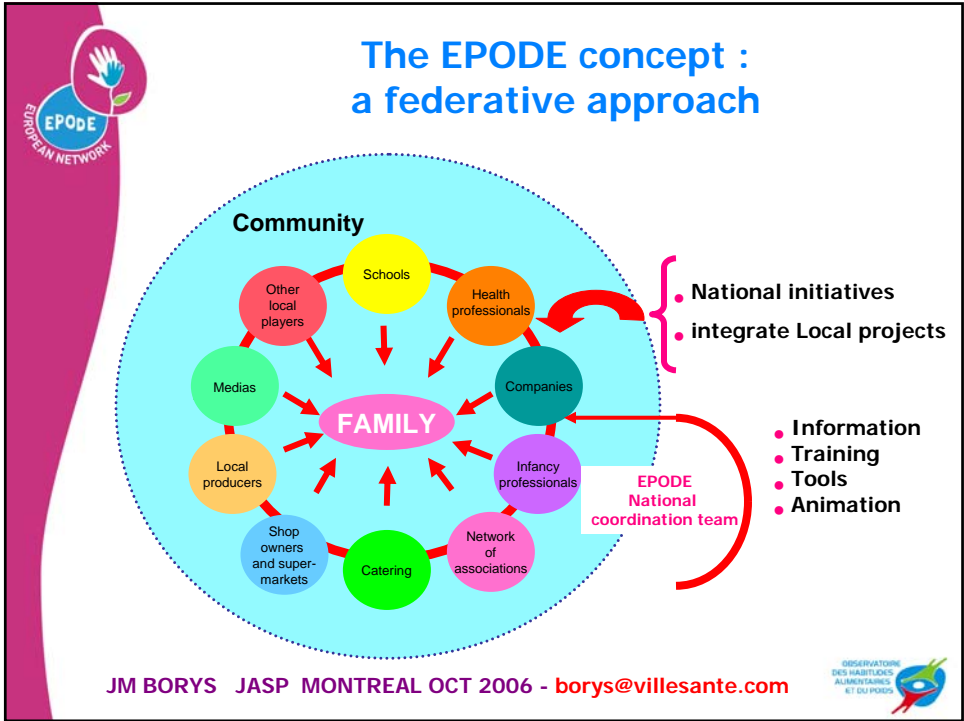 The EPODE concept :
a federative approach
EPODE
EUROPEAN NETWORK
Community
Schools
Other
local
players
Health
professionals
Medias
Companies
FAMILY
Local
producers
Infancy
professionals
Shop
owners
and super-
markets
Catering
Network
of
associations
National initiatives
integrate Local projects
EPODE
National
coordination team
Information
Training
Tools
Animation
JM BORYS JASP MONTREAL OCT 2006 - borys@villesante.com
OBSERVATOIRE
DES HABITUDES
ALIMENTAIRES
ET DU POIDS